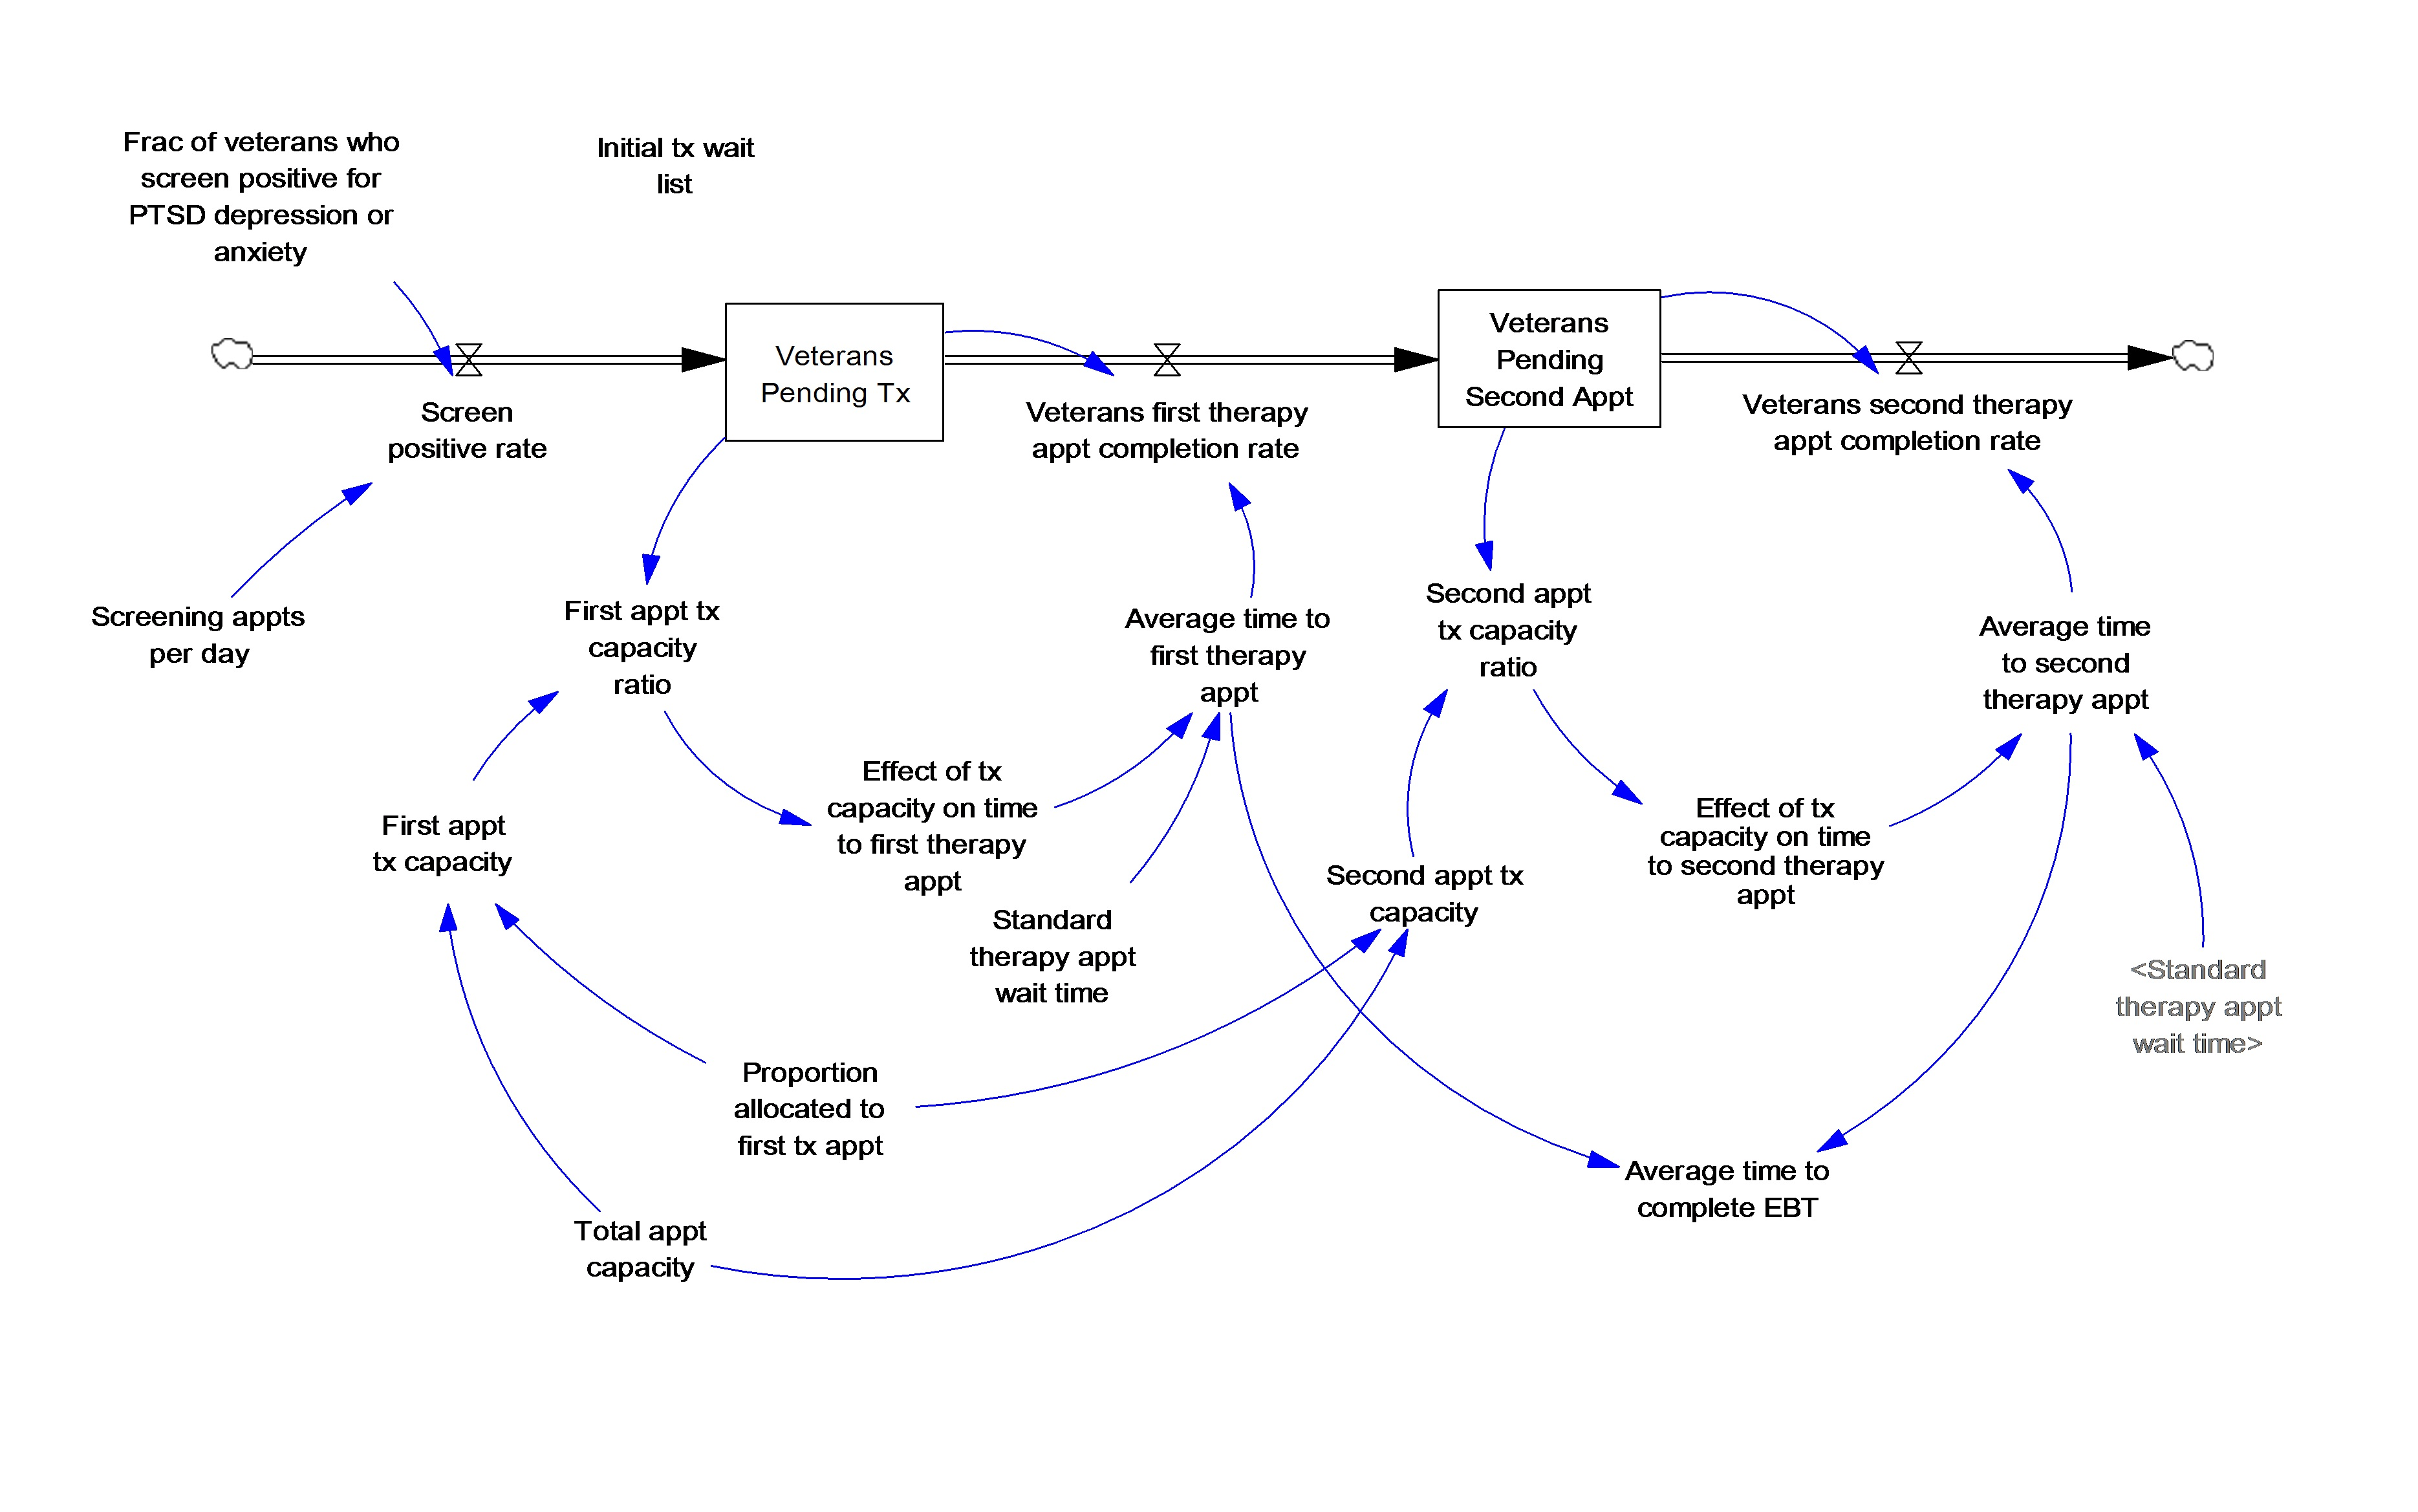 Frac of veterans who
screen positive for
PTSD depression or
anxiety
Initial tx wait
list
Veterans
Pending Tx
Veterans
Pending
Second Appt
Screen
positive rate
Veterans first therapy
appt completion rate
Veterans second therapy
appt completion rate
Screening appts
per day
First appt tx
capacity
ratio
Average time to
first therapy
appt
Second appt
tx capacity
ratio
Average time
to second
therapy appt
First appt
tx capacity
Effect of tx
capacity on time
to first therapy
appt
Standard
therapy appt
wait time
Second appt tx
capacity
Effect of tx
capacity on time
to second therapy
appt
<Standard
therapy appt
wait time>
Proportion
allocated to
first tx appt
Total appt
capacity
Average time to
complete EBT